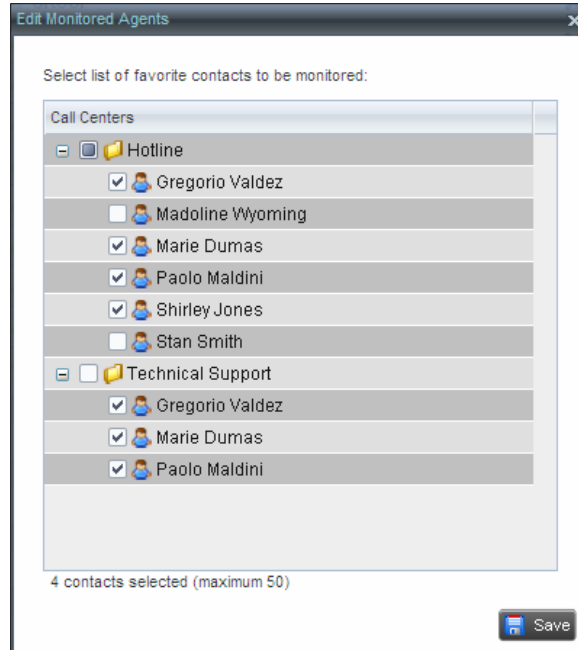 Edit Monitored Agents
Select list of favorite contacts to be monitored:
Call Centers
Hotline
Gregorio Valdez
Madoline Wyoming
Marie Dumas
Paolo Maldini
Shirley Jones
Stan Smith
Technical Support
Gregorio Valdez
Marie Dumas
Paolo Maldini
4 contacts selected (maximum 50)
Save